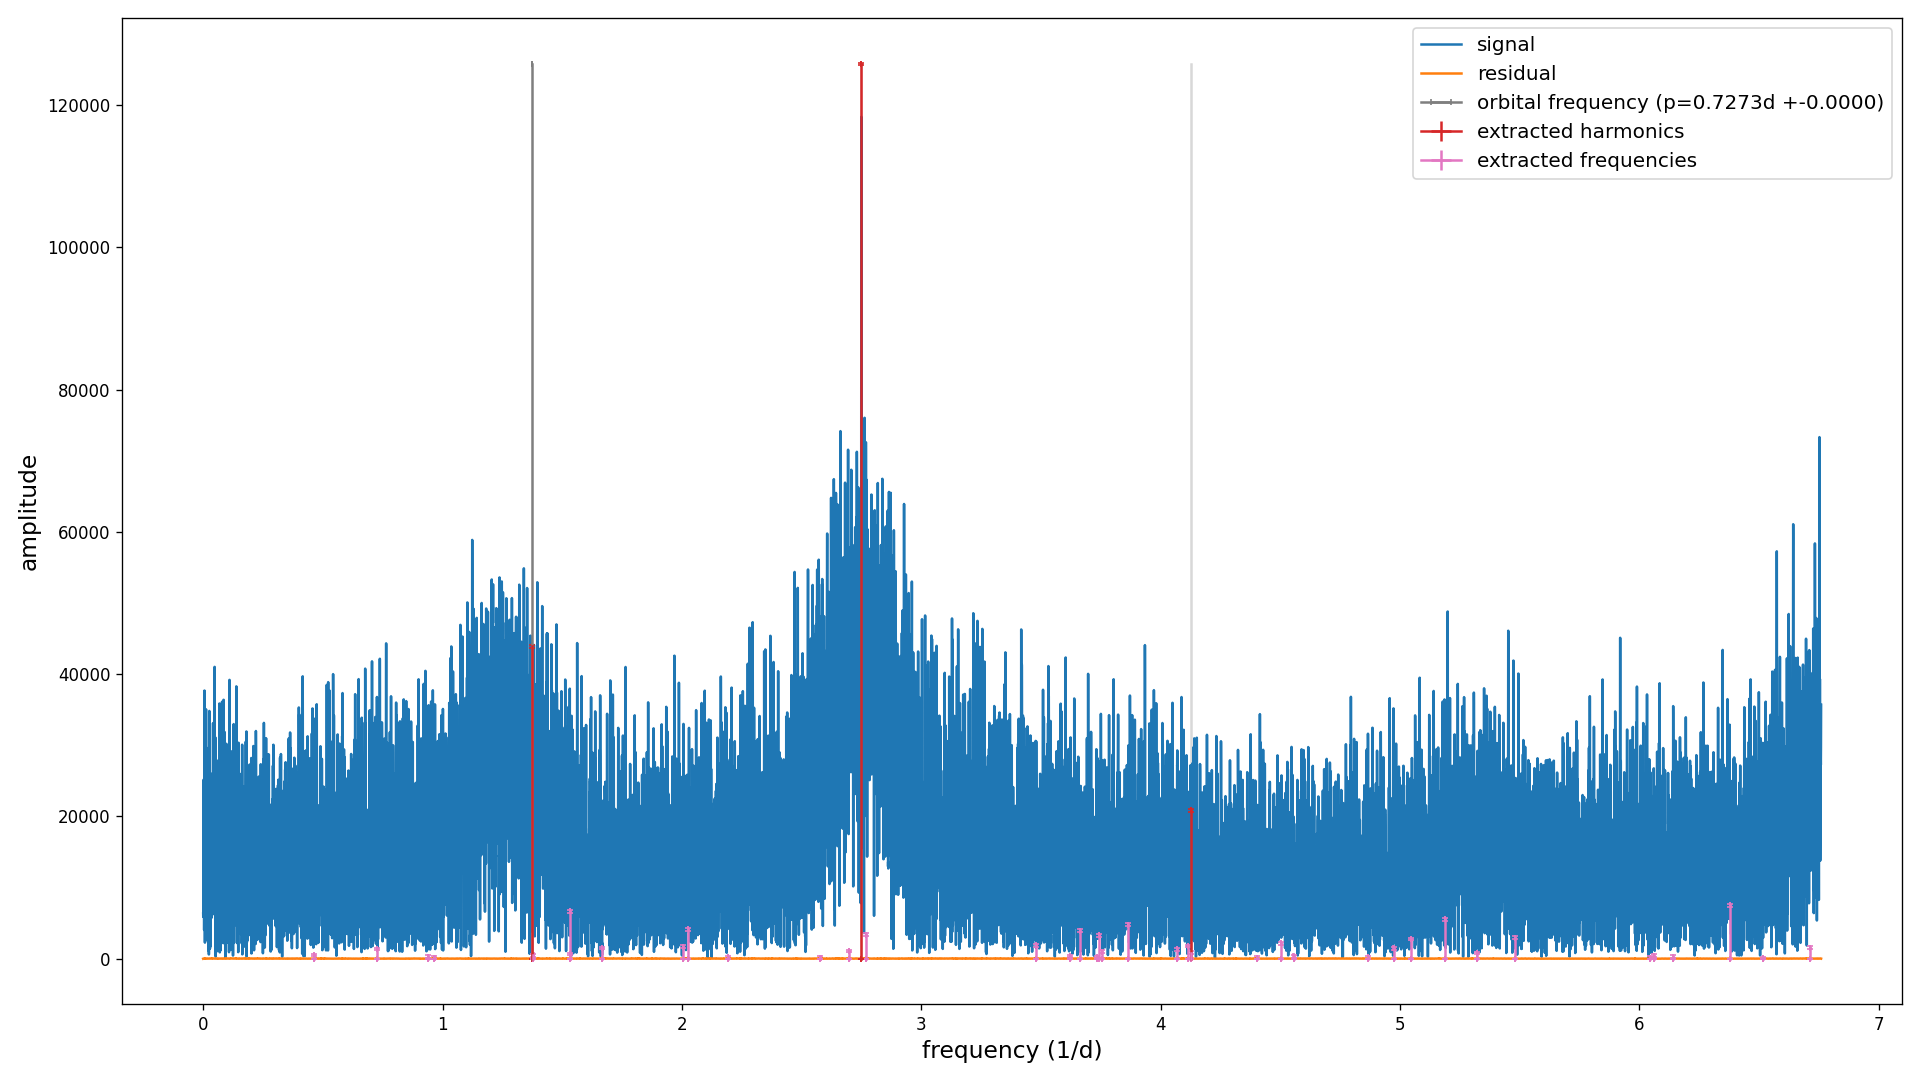 signal
residual
orbital frequency (p=0.7273d +-0.0000)
extracted harmonics
extracted frequencies
120000
100000
80000
60000
40000
20000
0
amplitude
0 1 2 3 4 5 6 7
frequency (1/d)